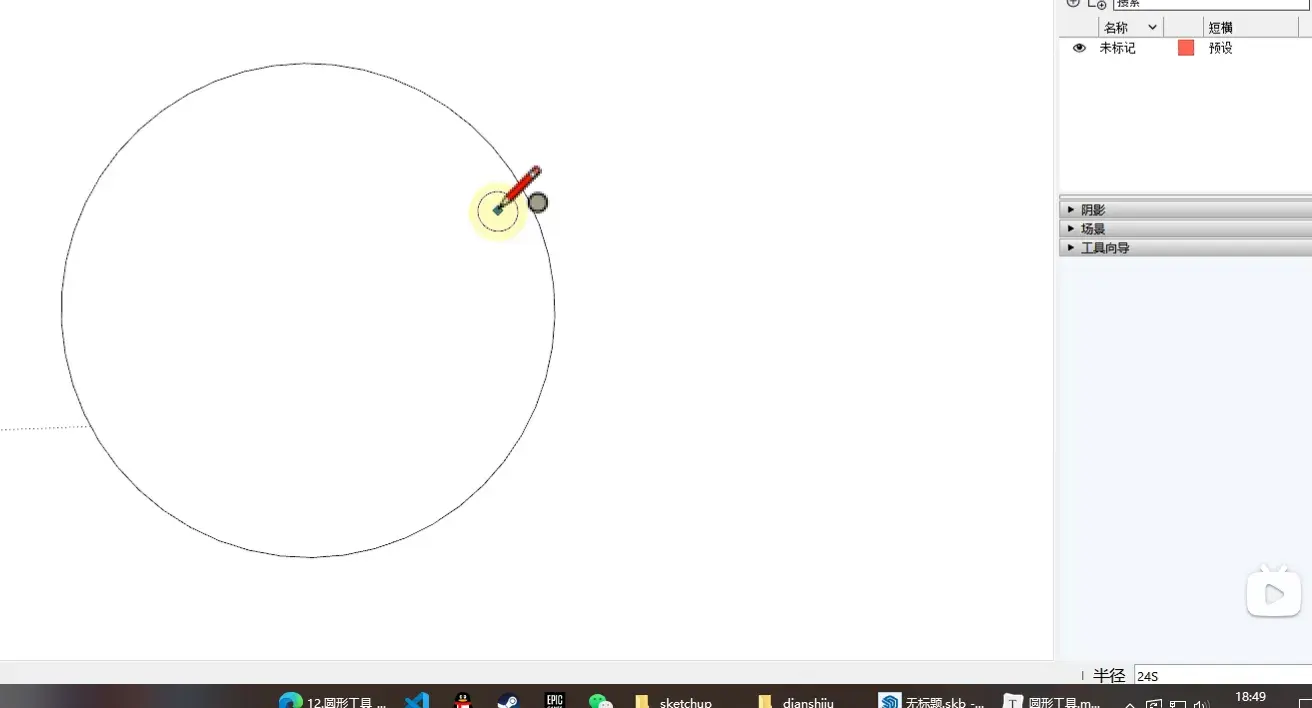 搜索
名称 短横
未标记 预设
阴影
场景
工具向导
半径 24S
12.圆形工具 ... EPIC sketchup dianshiju 无标题.skb -... T 圆形工具.m... 18:49